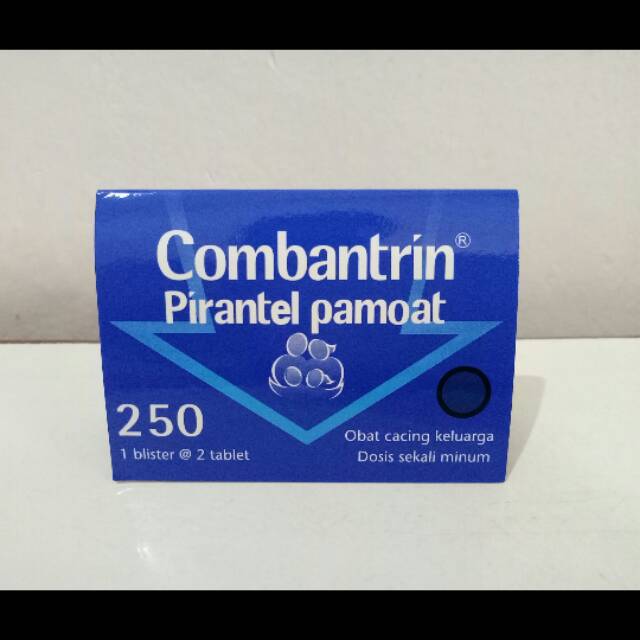 Combantrin®
Pirantel pamoat
250
1 blister @ 2 tablet
Obat cacing keluarga
Dosis sekali minum